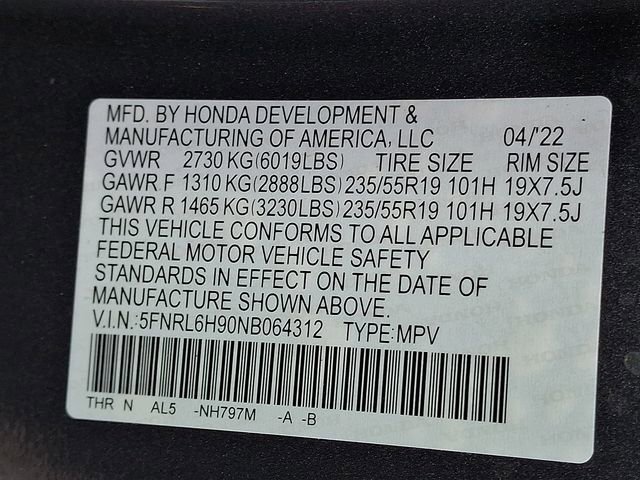 MFD. BY HONDA DEVELOPMENT &
MANUFACTURING OF AMERICA, LLC 04/'22
GVWR 2730 KG(6019LBS) TIRE SIZE RIM SIZE
GAWR F 1310 KG(2888LBS) 235/55R19 101H 19X7.5J
GAWR R 1465 KG(3230LBS) 235/55R19 101H 19X7.5J
THIS VEHICLE CONFORMS TO ALL APPLICABLE
FEDERAL MOTOR VEHICLE SAFETY
STANDARDS IN EFFECT ON THE DATE OF
MANUFACTURE SHOWN ABOVE.
V.I.N.:5FNRL6H90NB064312 TYPE:MPV
THR N AL5 -NH797M -A -B